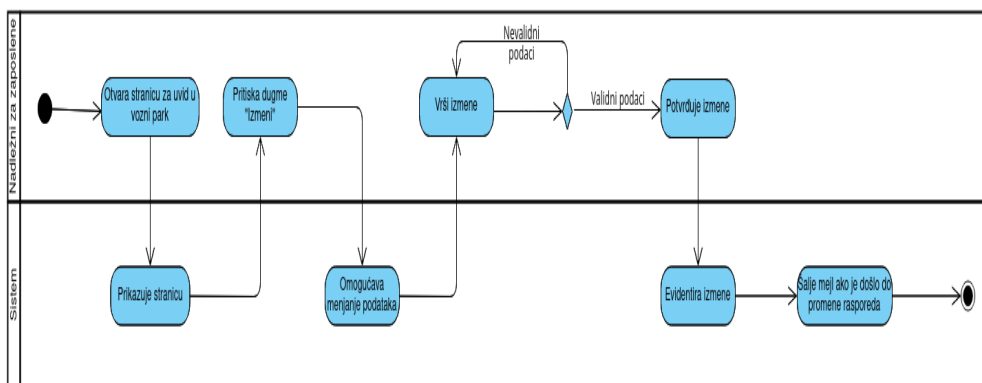 Nadležni za zaposlene
Otvara stranicu za uvid u
vozni park
Pritiska dugme
"Izmeni"
Vrši izmene
Nevalidni
podaci
Validni podaci
Potvrđuje izmene
Sistem
Prikazuje stranicu
Omogućava
menjanje podataka
Evidentira izmene
Šalje mejl ako je došlo do
promene rasporeda